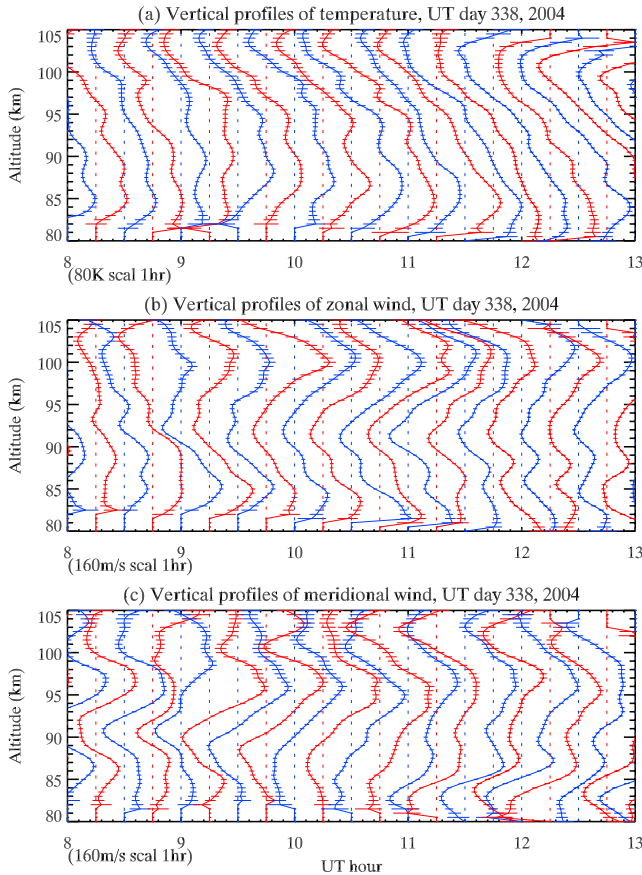 (a) Vertical profiles of temperature, UT day 338, 2004
105
100
95
90
85
80
Altitude (km)
8 9 10 11 12 13
(80K scal 1hr)
(b) Vertical profiles of zonal wind, UT day 338, 2004
105
100
95
90
85
80
Altitude (km)
8 9 10 11 12 13
(160m/s scal 1hr)
(c) Vertical profiles of meridional wind, UT day 338, 2004
105
100
95
90
85
80
Altitude (km)
8 9 10 11 12 13
(160m/s scal 1hr)
UT hour